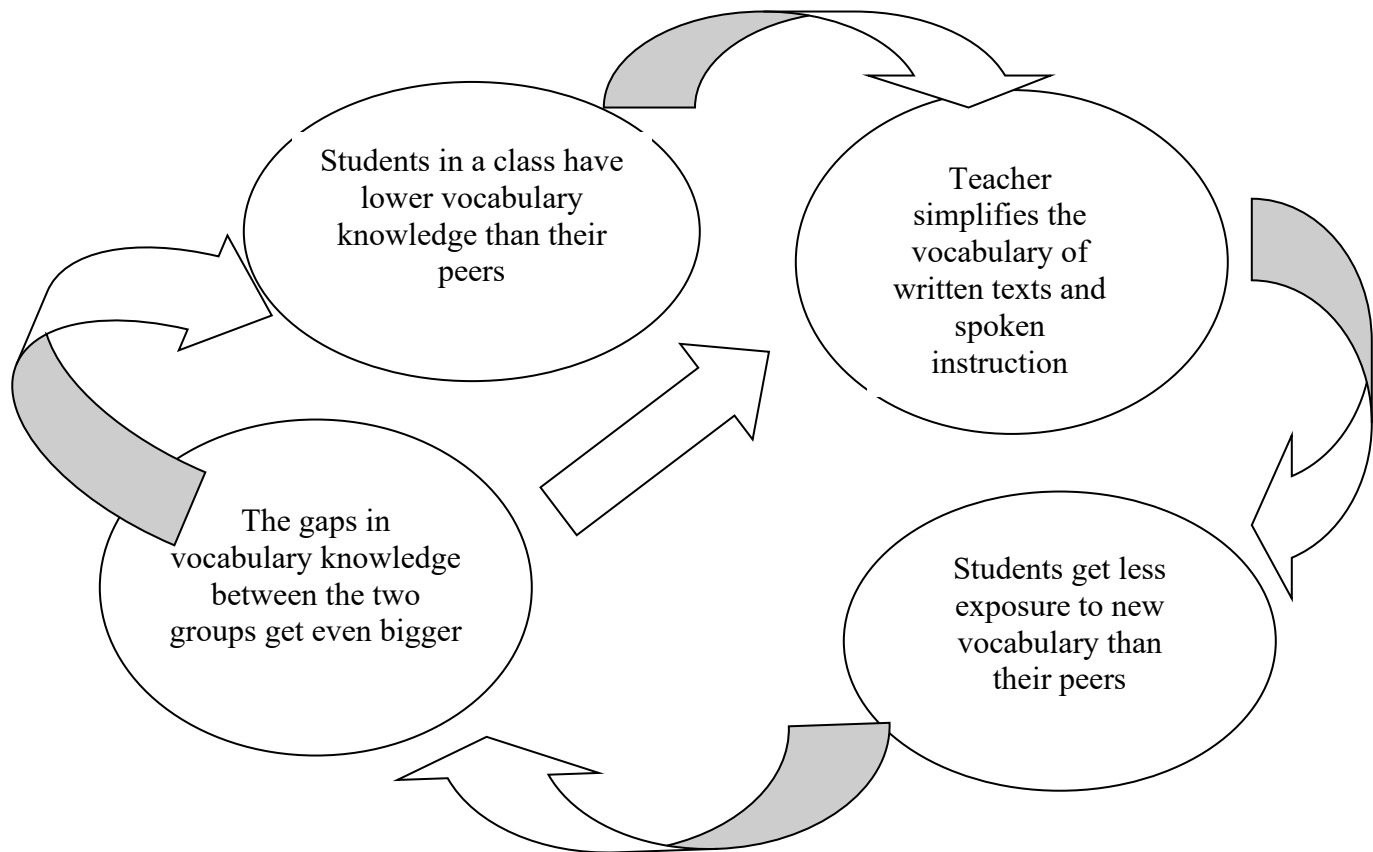 Students in a class have
lower vocabulary
knowledge than their
peers
Teacher
simplifies the
vocabulary of
written texts and
spoken
instruction
Students get less
exposure to new
vocabulary than
their peers
The gaps in
vocabulary knowledge
between the two
groups get even bigger